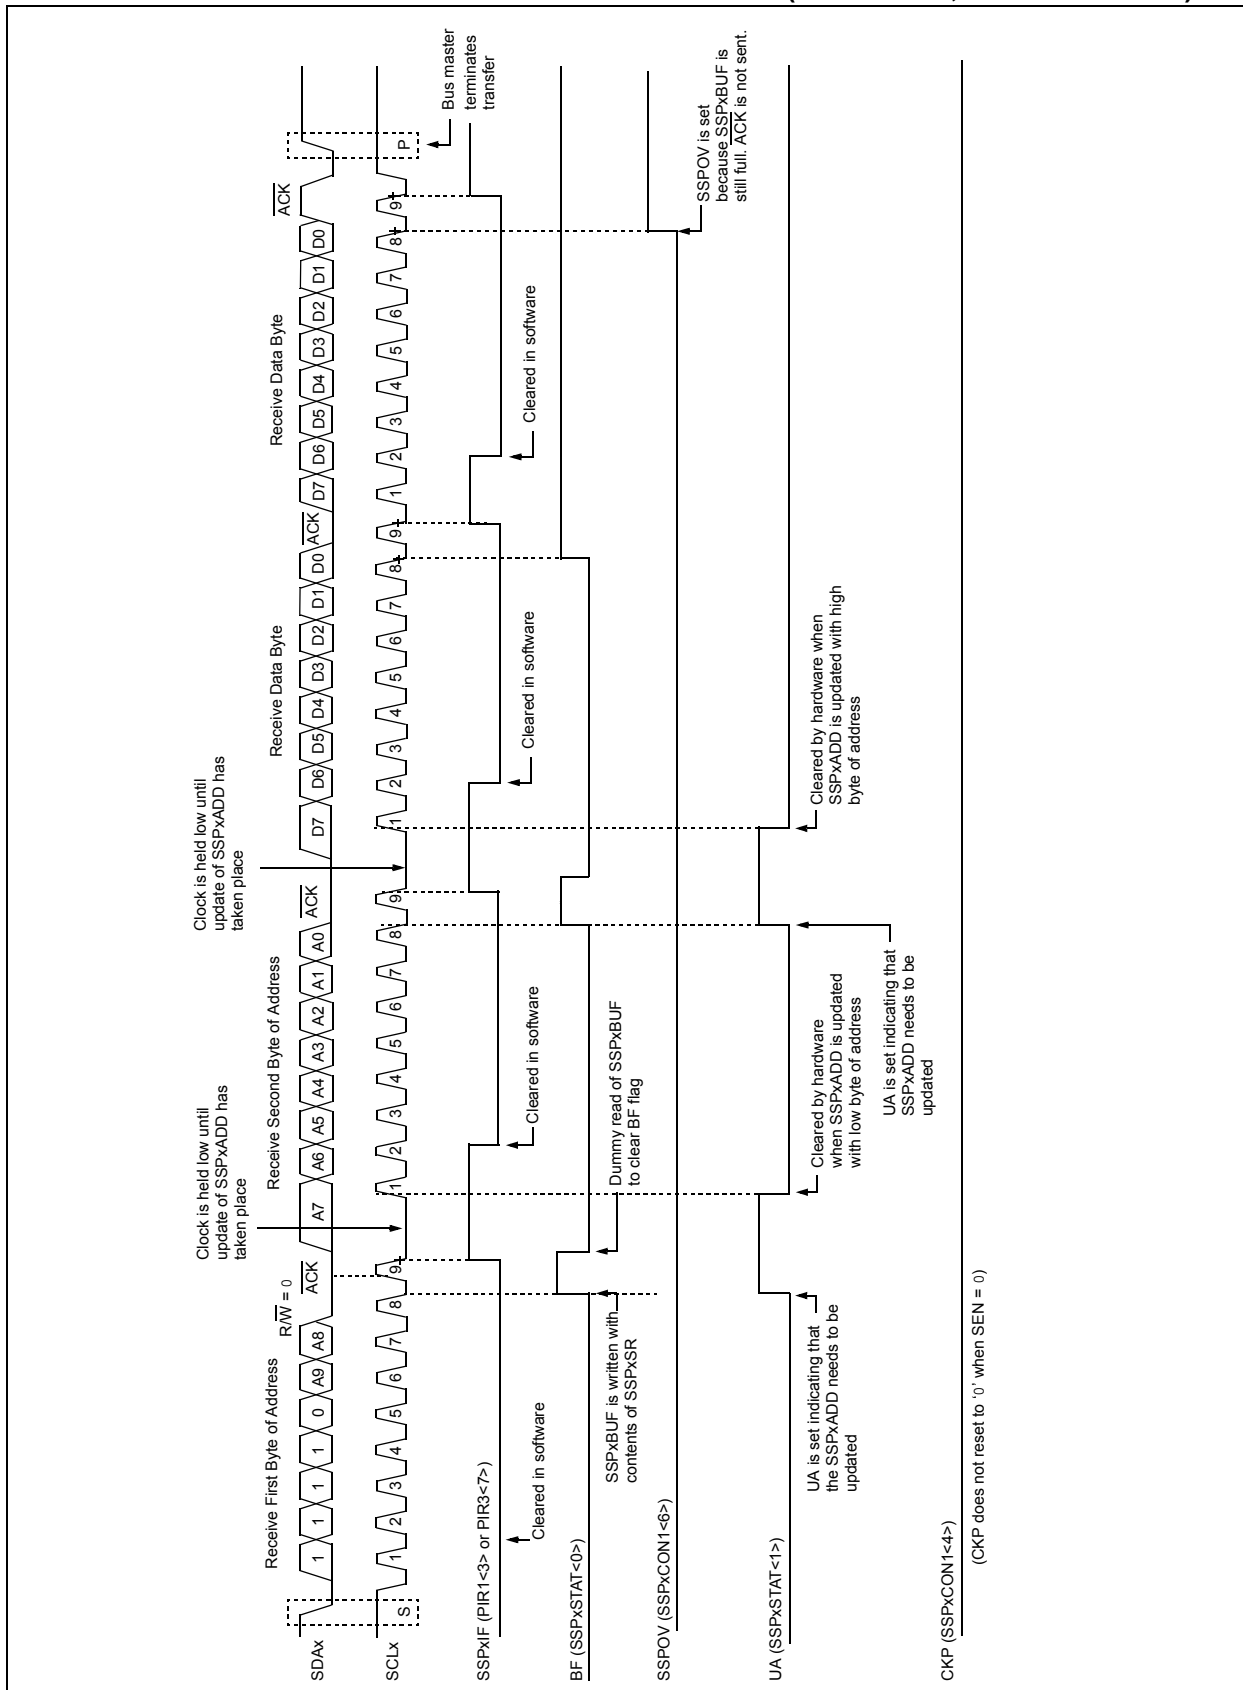 Receive First Byte of Address
R/W = 0
ACK
Clock is held low until
update of SSPxADD has
taken place
Receive Second Byte of Address
ACK
Clock is held low until
update of SSPxADD has
taken place
Receive Data Byte
ACK
Receive Data Byte
ACK
SDAx
1 1 1 1 0 A9 A8 A7 A6 A5 A4 A3 A2 A1 A0 D7 D6 D5 D4 D3 D2 D1 D0 D7 D6 D5 D4 D3 D2 D1 D0
SCLx
S 1 2 3 4 5 6 7 8 9 1 2 3 4 5 6 7 8 9 1 2 3 4 5 6 7 8 9 1 2 3 4 5 6 7 8 9 P
Bus master
terminates
transfer
SSPxIF (PIR1<3> or PIR3<7>)
Cleared in software
Cleared in software
Cleared in software
Cleared in software
BF (SSPxSTAT<0>)
SSPxBUF is written with
contents of SSPxSR
Dummy read of SSPxBUF
to clear BF flag
SSPOV (SSPxCON1<6>)
SSPOV is set
because SSPxBUF is
still full. ACK is not sent.
UA (SSPxSTAT<1>)
UA is set indicating that
the SSPxADD needs to be
updated
Cleared by hardware
when SSPxADD is updated
with low byte of address
UA is set indicating that
SSPxADD needs to be
updated
Cleared by hardware when
SSPxADD is updated with high
byte of address
CKP (SSPxCON1<4>)
(CKP does not reset to ‘0’ when SEN = 0)